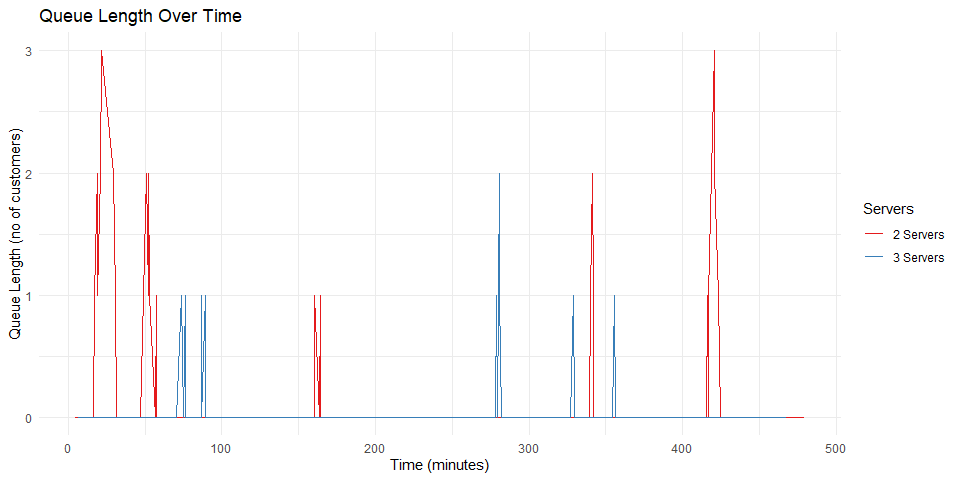 Queue Length Over Time
Queue Length (no of customers)
3
2
1
0
0
100
200
300
400
500
Time (minutes)
Servers
2 Servers
3 Servers